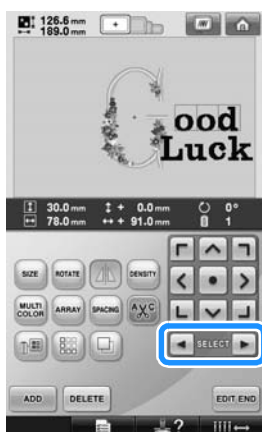 126.6 mm
189.0 mm
Good
Luck
30.0 mm + 0.0 mm 0°
78.0 mm + 91.0 mm 1
SIZE ROTATE DENSITY
MULTI COLOR ARRAY SPACING
SELECT
ADD DELETE EDIT END
?